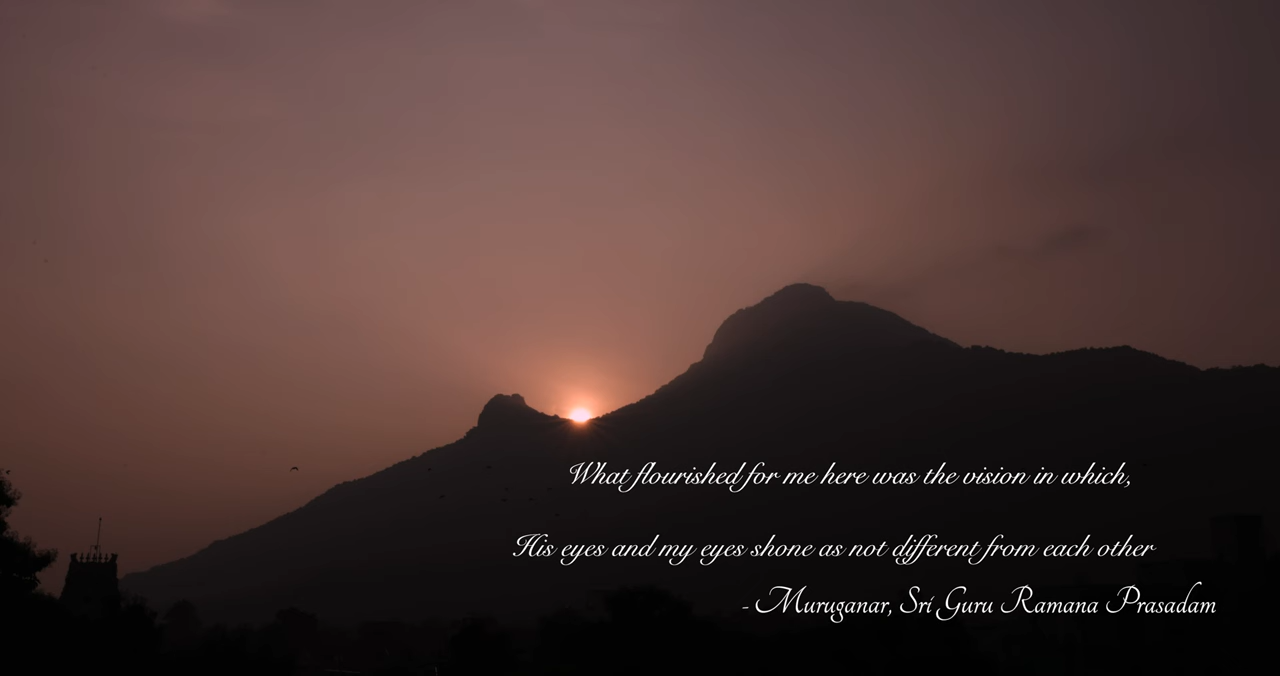 What flourished for me here was the vision in which,
His eyes and my eyes shone as not different from each other
- Muruganar, Srí Guru Ramana Prasadam